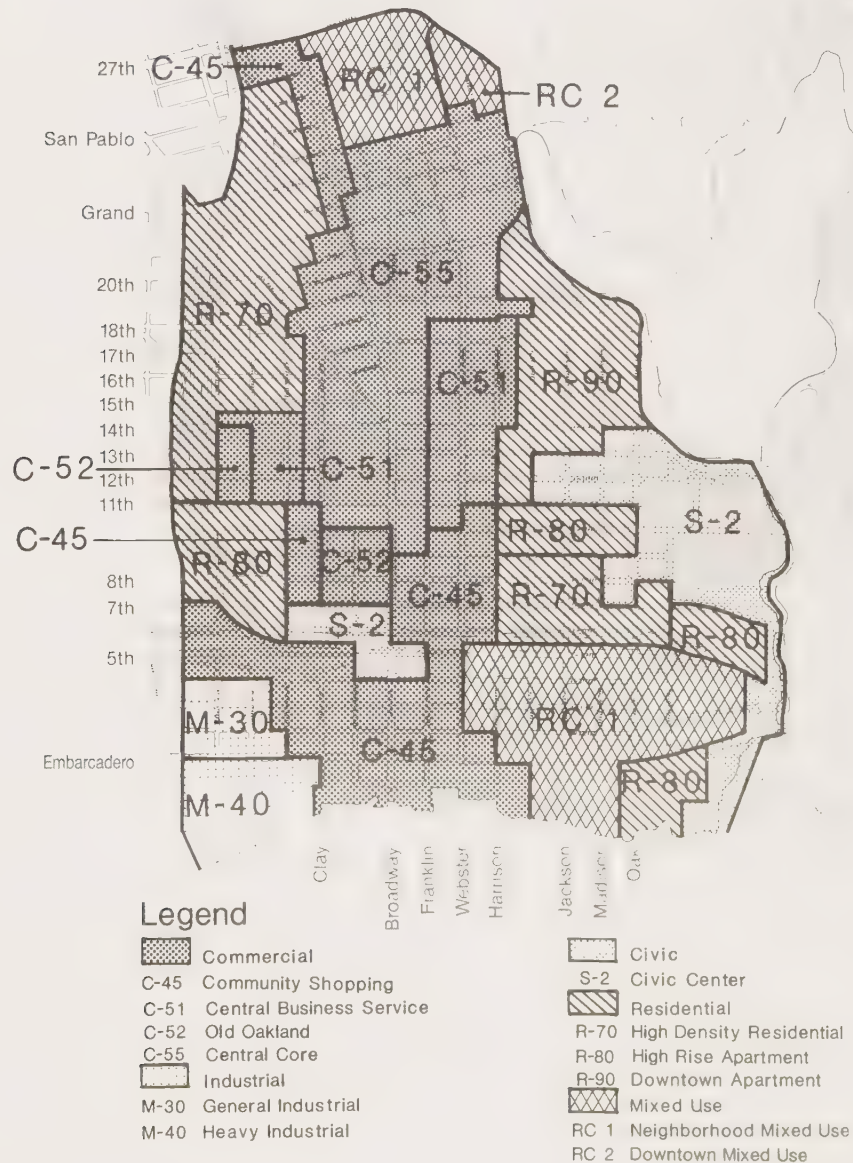 27th
C-45
RC 1
RC 2
San Pablo
Grand
C-55
20th
R-70
18th
17th
C-51
R-90
16th
15th
14th
13th
C-52
C-51
12th
11th
S-2
C-45
R-80
R-80
C-52
8th
C-45
R-70
7th
S-2
R-80
5th
M-30
RC 1
C-45
Embarcadero
R-80
M-40
Clay
Broadway
Franklin
Webster
Harrison
Jackson
Madison
Oak
Legend
Commercial
C-45 Community Shopping
C-51 Central Business Service
C-52 Old Oakland
C-55 Central Core
Industrial
M-30 General Industrial
M-40 Heavy Industrial
Civic
S-2 Civic Center
Residential
R-70 High Density Residential
R-80 High Rise Apartment
R-90 Downtown Apartment
Mixed Use
RC 1 Neighborhood Mixed Use
RC 2 Downtown Mixed Use